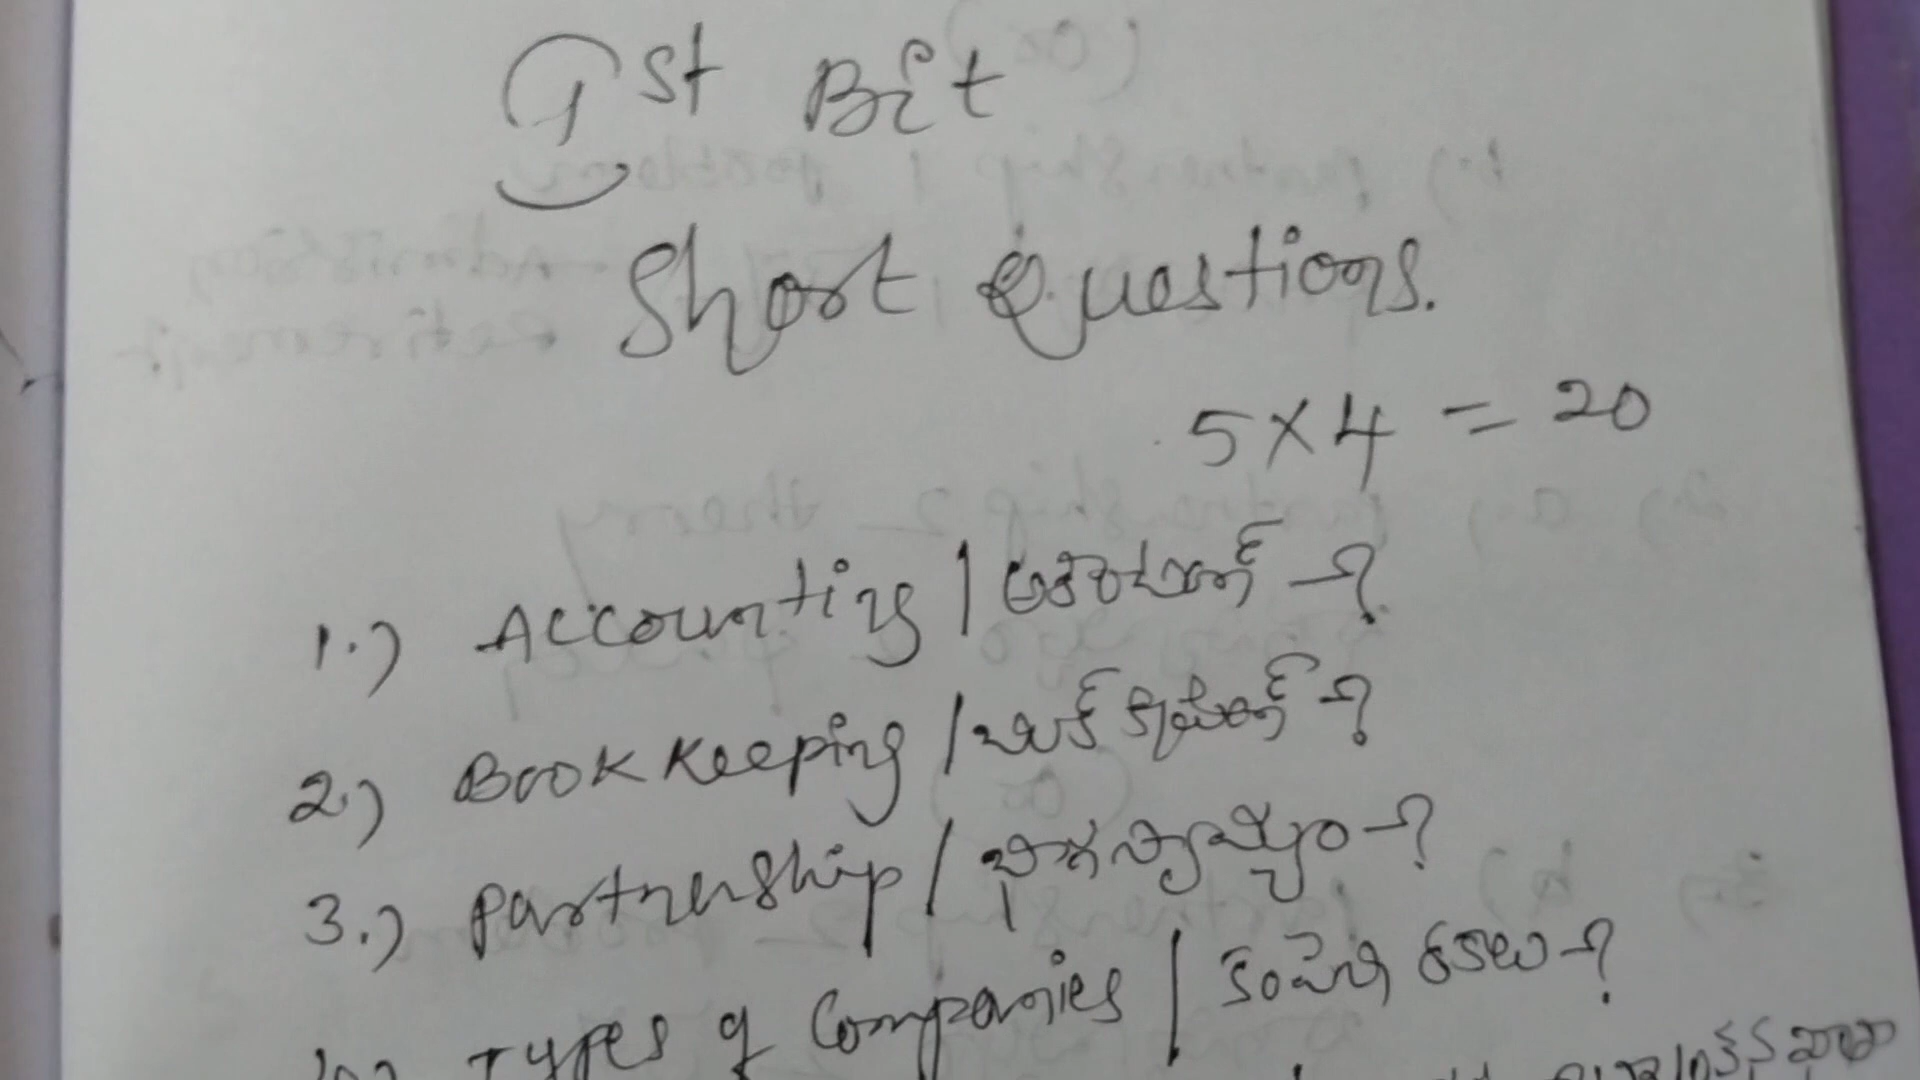 Gst Bit
Short Questions.
5 X 4 = 20
1.) Accounting / అకౌంటింగ్ - ?
2.) Book Keeping / బుక్ కీపింగ్ - ?
3.) Partnership / భాగస్వామ్యం - ?
Types of Companies / కంపెనీ రకాలు - ?